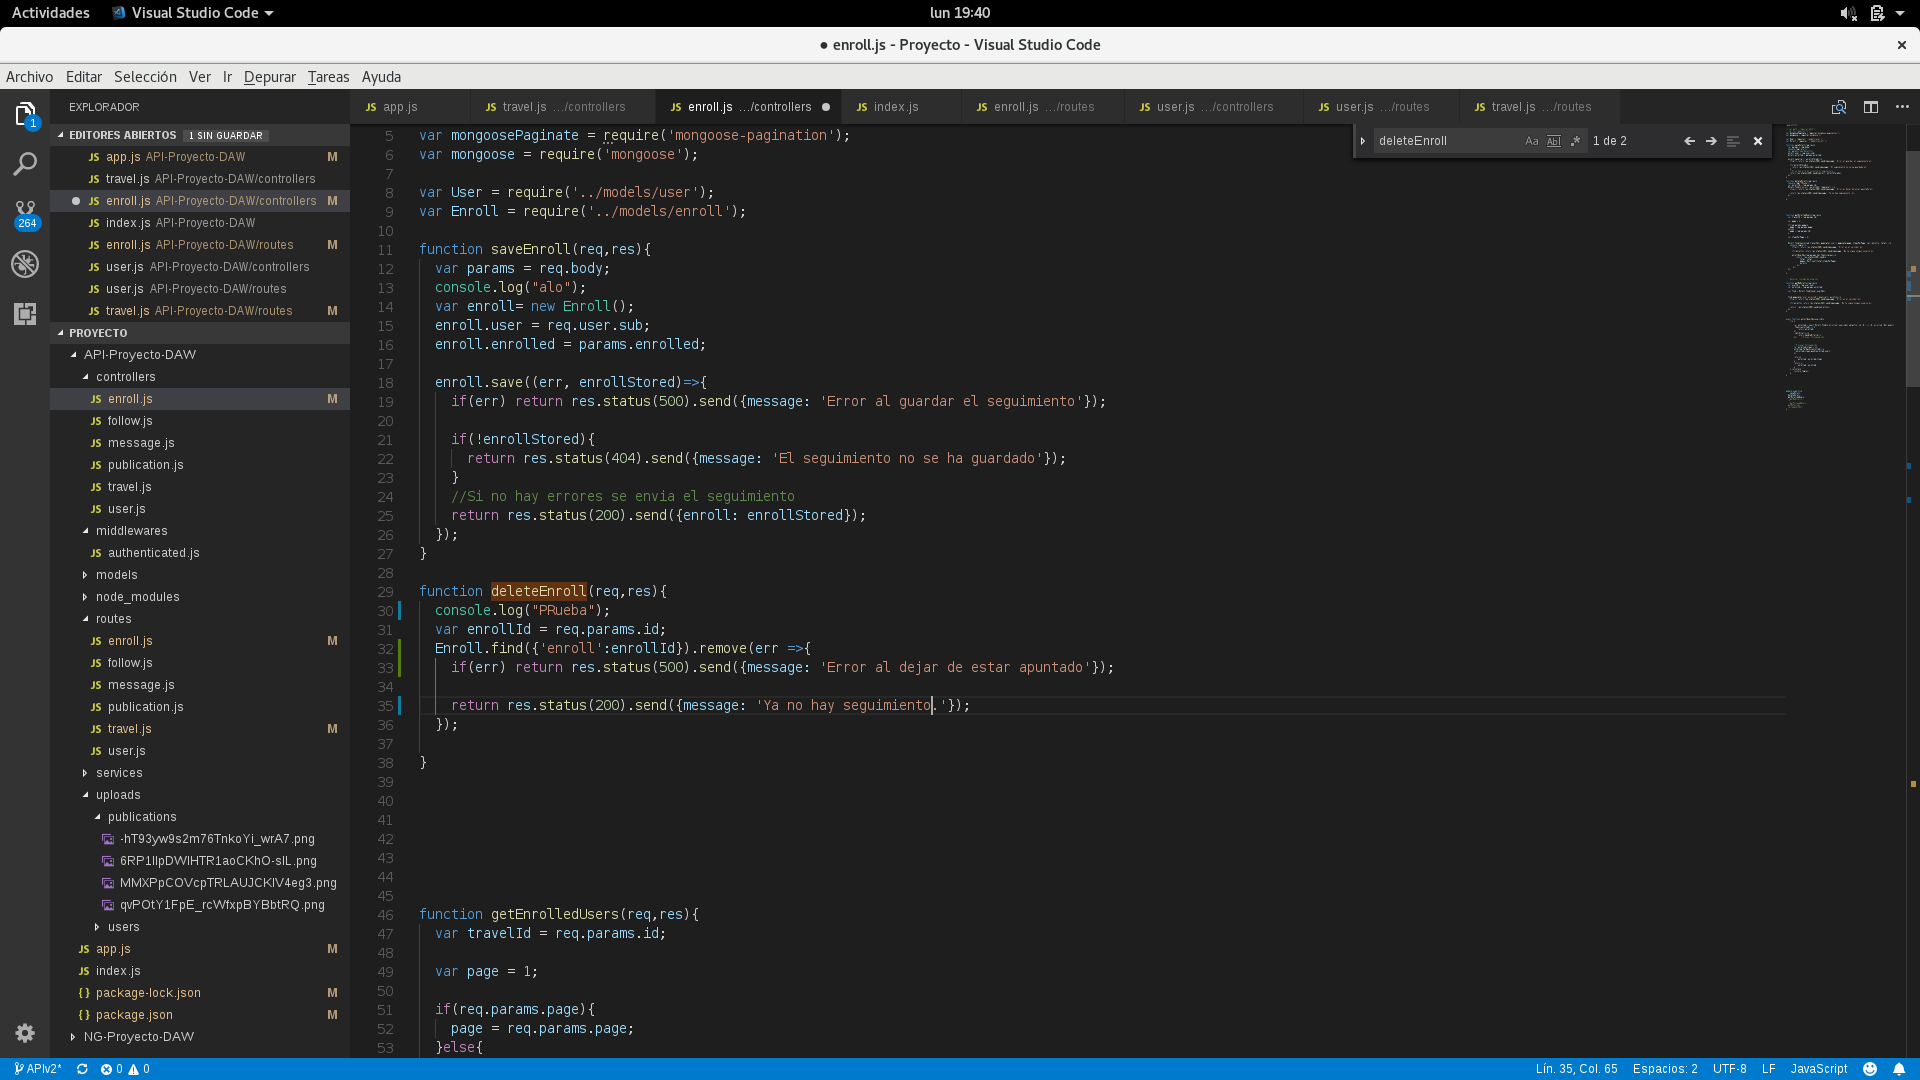 Actividades
Visual Studio Code
lun 19:40
● enroll.js - Proyecto - Visual Studio Code
Archivo Editar Selección Ver Ir Depurar Tareas Ayuda
EXPLORADOR
EDITORES ABIERTOS 1 SIN GUARDAR
JS app.js API-Proyecto-DAW M
JS travel.js API-Proyecto-DAW/controllers
JS enroll.js API-Proyecto-DAW/controllers M
JS index.js API-Proyecto-DAW
JS enroll.js API-Proyecto-DAW/routes M
JS user.js API-Proyecto-DAW/controllers
JS user.js API-Proyecto-DAW/routes
JS travel.js API-Proyecto-DAW/routes M
PROYECTO
API-Proyecto-DAW
controllers
JS enroll.js M
JS follow.js
JS message.js
JS publication.js
JS travel.js
JS user.js
middlewares
JS authenticated.js
models
node_modules
routes
JS enroll.js M
JS follow.js
JS message.js
JS publication.js
JS travel.js M
JS user.js
services
uploads
publications
-hT93yw9s2m76TnkoYi_wrA7.png
MMXPpCOVcpTRLAUJCKIV4eg3.png
qvPOtY1FpE_rcWfxpBYBbtRQ.png
users
JS app.js M
JS index.js
{ } package-lock.json M
{ } package.json M
NG-Proyecto-DAW
1
264
JS app.js
JS travel.js …/controllers
JS enroll.js …/controllers ●
JS index.js
JS enroll.js …/routes
JS user.js …/controllers
JS user.js …/routes
JS travel.js …/routes
deleteEnroll Aa Abl .* 1 de 2
5 var mongoosePaginate = require('mongoose-pagination');
6 var mongoose = require('mongoose');
7
8 var User = require('../models/user');
9 var Enroll = require('../models/enroll');
10
11 function saveEnroll(req,res){
12 var params = req.body;
13 console.log("alo");
14 var enroll= new Enroll();
15 enroll.user = req.user.sub;
16 enroll.enrolled = params.enrolled;
17
18 enroll.save((err, enrollStored)=>{
19 if(err) return res.status(500).send({message: 'Error al guardar el seguimiento'});
20
21 if(!enrollStored){
22 return res.status(404).send({message: 'El seguimiento no se ha guardado'});
23 }
24 //Si no hay errores se envia el seguimiento
25 return res.status(200).send({enroll: enrollStored});
26 });
27 }
28
29 function deleteEnroll(req,res){
30 console.log("PRueba");
31 var enrollId = req.params.id;
32 Enroll.find({'enroll':enrollId}).remove(err =>{
33 if(err) return res.status(500).send({message: 'Error al dejar de estar apuntado'});
34
35 return res.status(200).send({message: 'Ya no hay seguimiento.'});
36 });
37
38 }
39
40
41
42
43
44
45
46 function getEnrolledUsers(req,res){
47 var travelId = req.params.id;
48
49 var page = 1;
50
51 if(req.params.page){
52 page = req.params.page;
53 }else{
APIv2* 0 0
Lín. 35, Col. 65 Espacios: 2 UTF-8 LF JavaScript